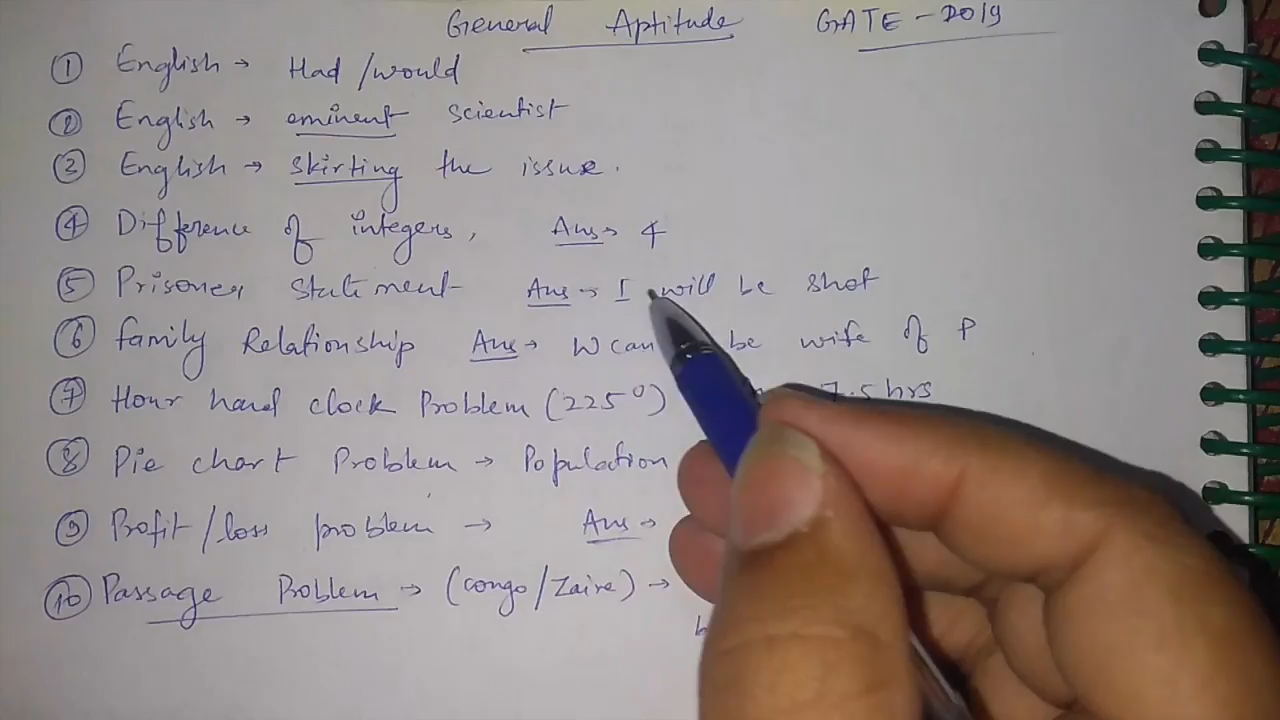 General Aptitude GATE-2019
① English → Had/would
② English → eminent scientist
③ English → skirting the issue.
④ Difference of integers, Ans → 4
⑤ Prisoner Statement Ans → I will be shot
⑥ family Relationship Ans → W can be wife of P
⑦ Hour hand clock Problem (225°) 7.5 hrs
⑧ Pie chart Problem → Population
⑨ Profit/loss problem → Ans →
⑩ Passage Problem → (Congo/Zaire) →